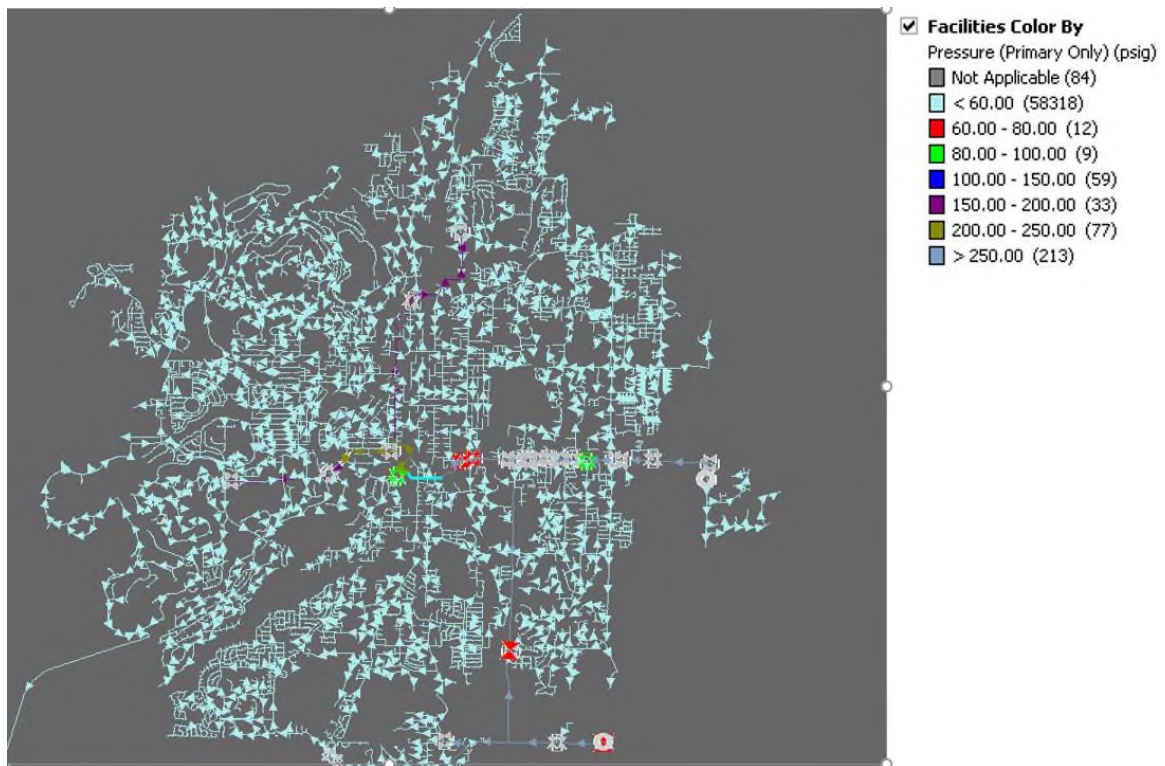 Facilities Color By
Pressure (Primary Only) (psig)
Not Applicable (84)
< 60.00 (58318)
60.00 - 80.00 (12)
80.00 - 100.00 (9)
100.00 - 150.00 (59)
150.00 - 200.00 (33)
200.00 - 250.00 (77)
> 250.00 (213)